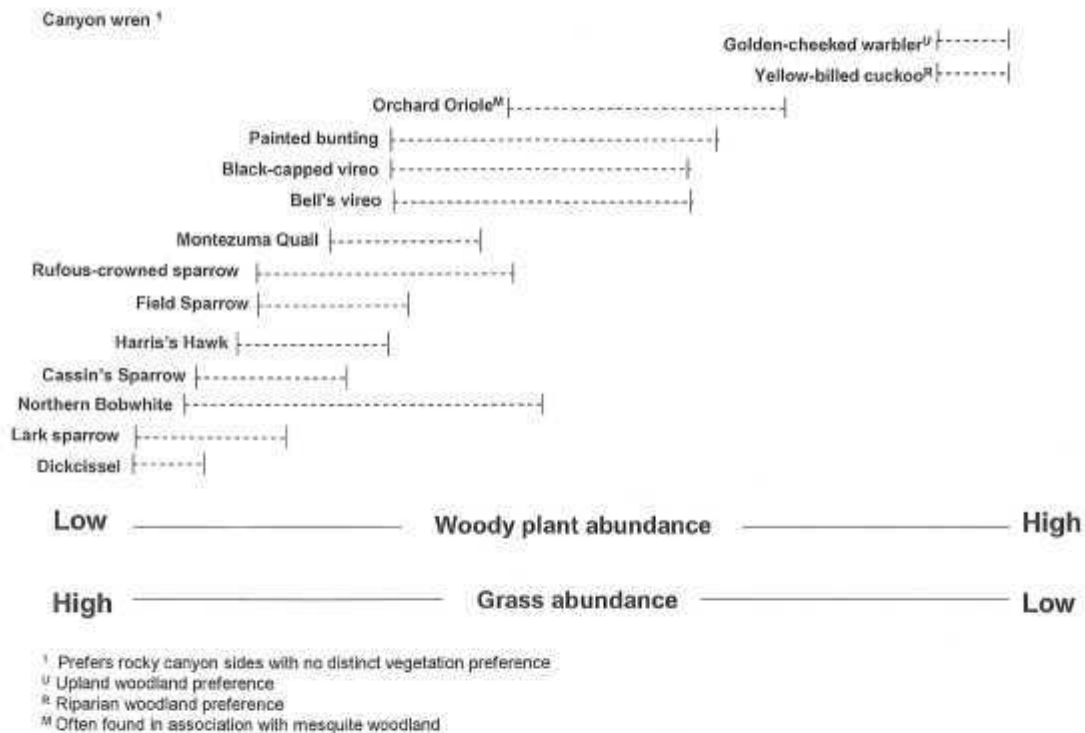 Canyon wren ¹
Golden-cheeked warblerᵁ
Yellow-billed cuckooᴿ
Orchard Orioleᴹ
Painted bunting
Black-capped vireo
Bell's vireo
Montezuma Quail
Rufous-crowned sparrow
Field Sparrow
Harris's Hawk
Cassin's Sparrow
Northern Bobwhite
Lark sparrow
Dickcissel
Low Woody plant abundance High
High Grass abundance Low
¹ Prefers rocky canyon sides with no distinct vegetation preference
ᵁ Upland woodland preference
ᴿ Riparian woodland preference
ᴹ Often found in association with mesquite woodland